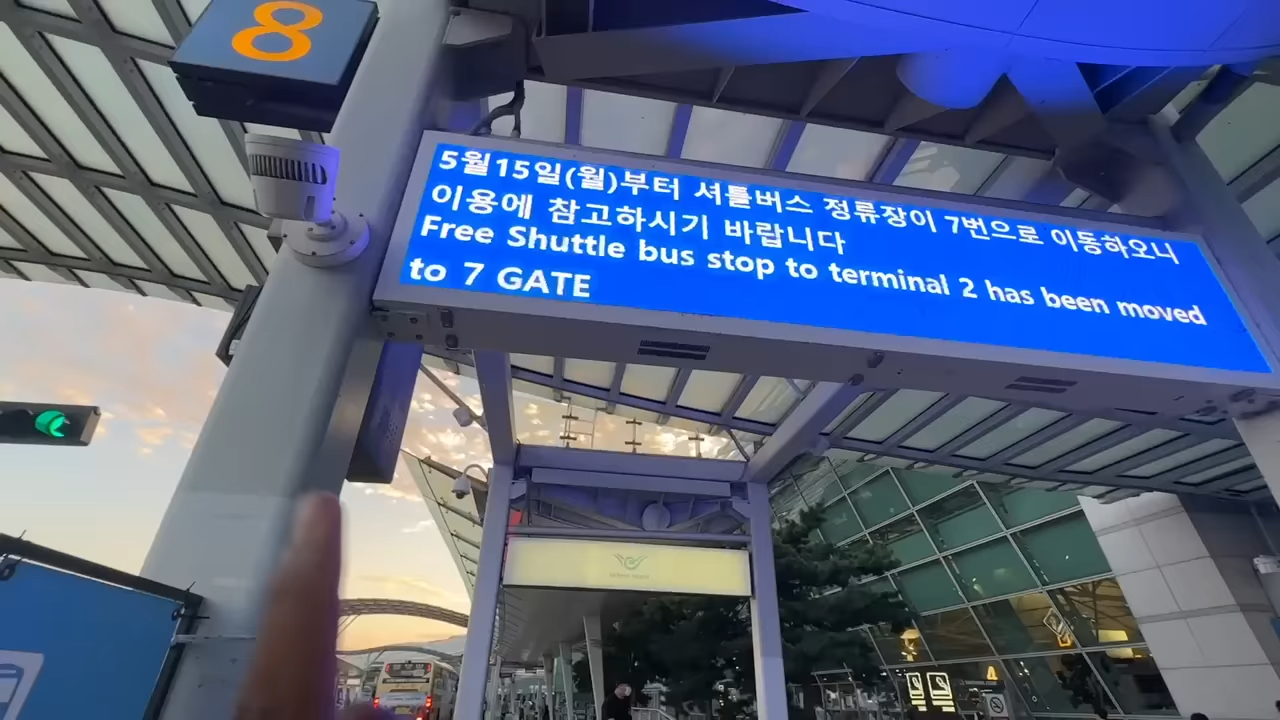 8
5월15일(월)부터 셔틀버스 정류장이 7번으로 이동하오니
이용에 참고하시기 바랍니다
Free Shuttle bus stop to terminal 2 has been moved
to 7 GATE
4